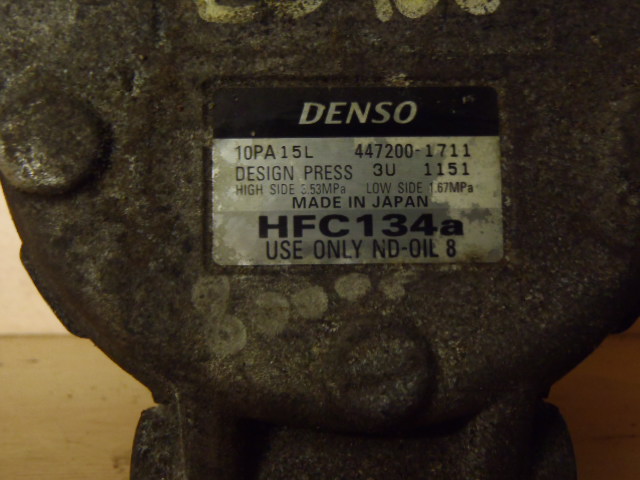 DENSO
10PA15L 447200-1711
DESIGN PRESS 3U 1151
HIGH SIDE 3.53MPa LOW SIDE 1.67MPa
MADE IN JAPAN
HFC134a
USE ONLY ND-OIL 8